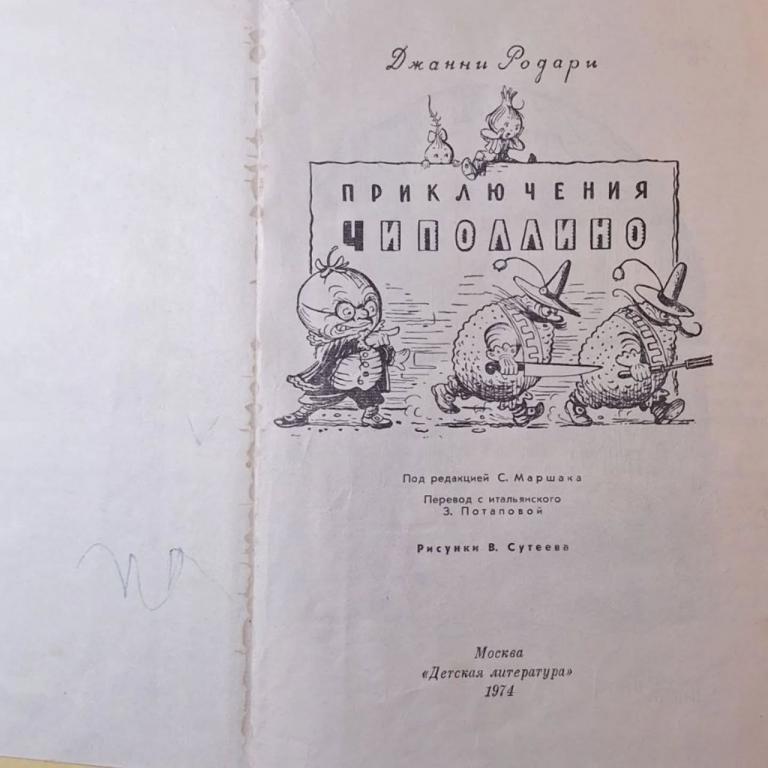 Джанни Родари
ПРИКЛЮЧЕНИЯ
ЧИПОЛЛИНО
Под редакцией С. Маршака
Перевод с итальянского
З. Потаповой
Рисунки В. Сутеева
Москва
«Детская литература»
1974